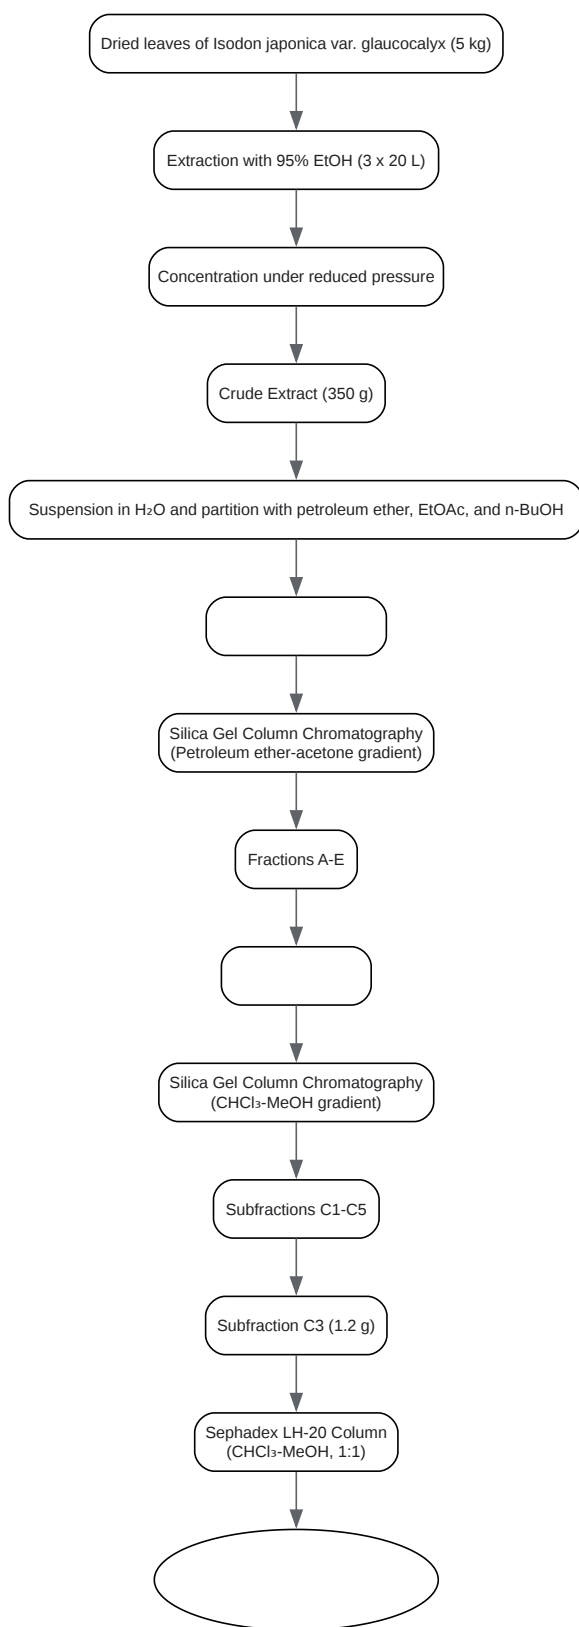 Dried leaves of Isodon japonica var. glaucocalyx (5 kg)
Extraction with 95% EtOH (3 x 20 L)
Concentration under reduced pressure
Crude Extract (350 g)
Suspension in H₂O and partition with petroleum ether, EtOAc, and n-BuOH
Silica Gel Column Chromatography
(Petroleum ether-acetone gradient)
Fractions A-E
Silica Gel Column Chromatography
(CHCl₃-MeOH gradient)
Subfractions C1-C5
Subfraction C3 (1.2 g)
Sephadex LH-20 Column
(CHCl₃-MeOH, 1:1)